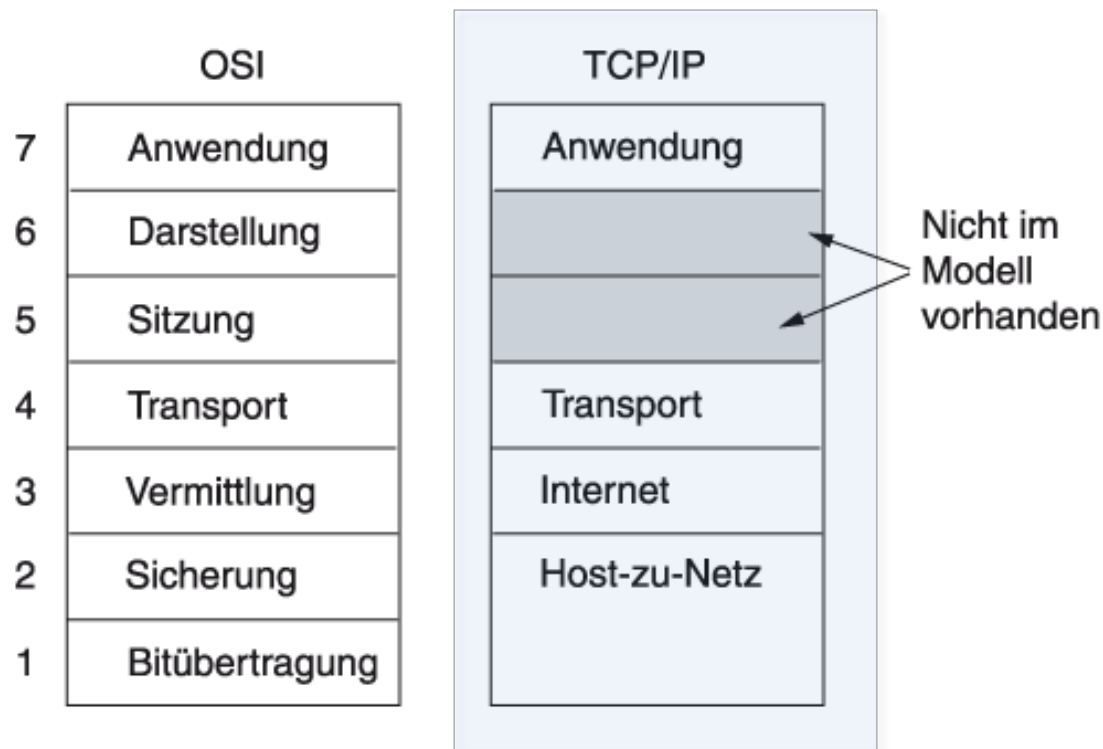 OSI
TCP/IP
7 Anwendung Anwendung
6 Darstellung
5 Sitzung
Nicht im
Modell
vorhanden
4 Transport Transport
3 Vermittlung Internet
2 Sicherung Host-zu-Netz
1 Bitübertragung